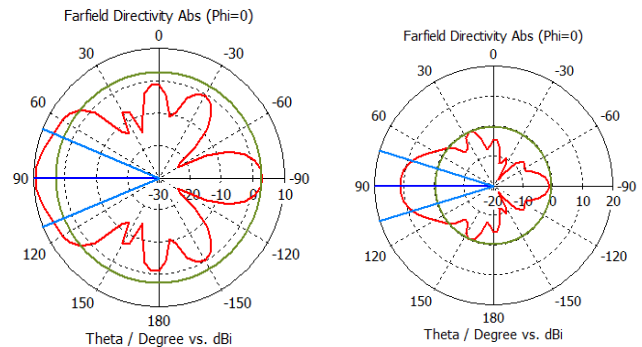 Farfield Directivity Abs (Phi=0)
0
30 -30
60 -60
90 30 20 10 0 10 -90
120 -120
150 -150
180
Theta / Degree vs. dBi
Farfield Directivity Abs (Phi=0)
0
30 -30
60 -60
90 20 -10 0 10 20 -90
120 -120
150 -150
180
Theta / Degree vs. dBi